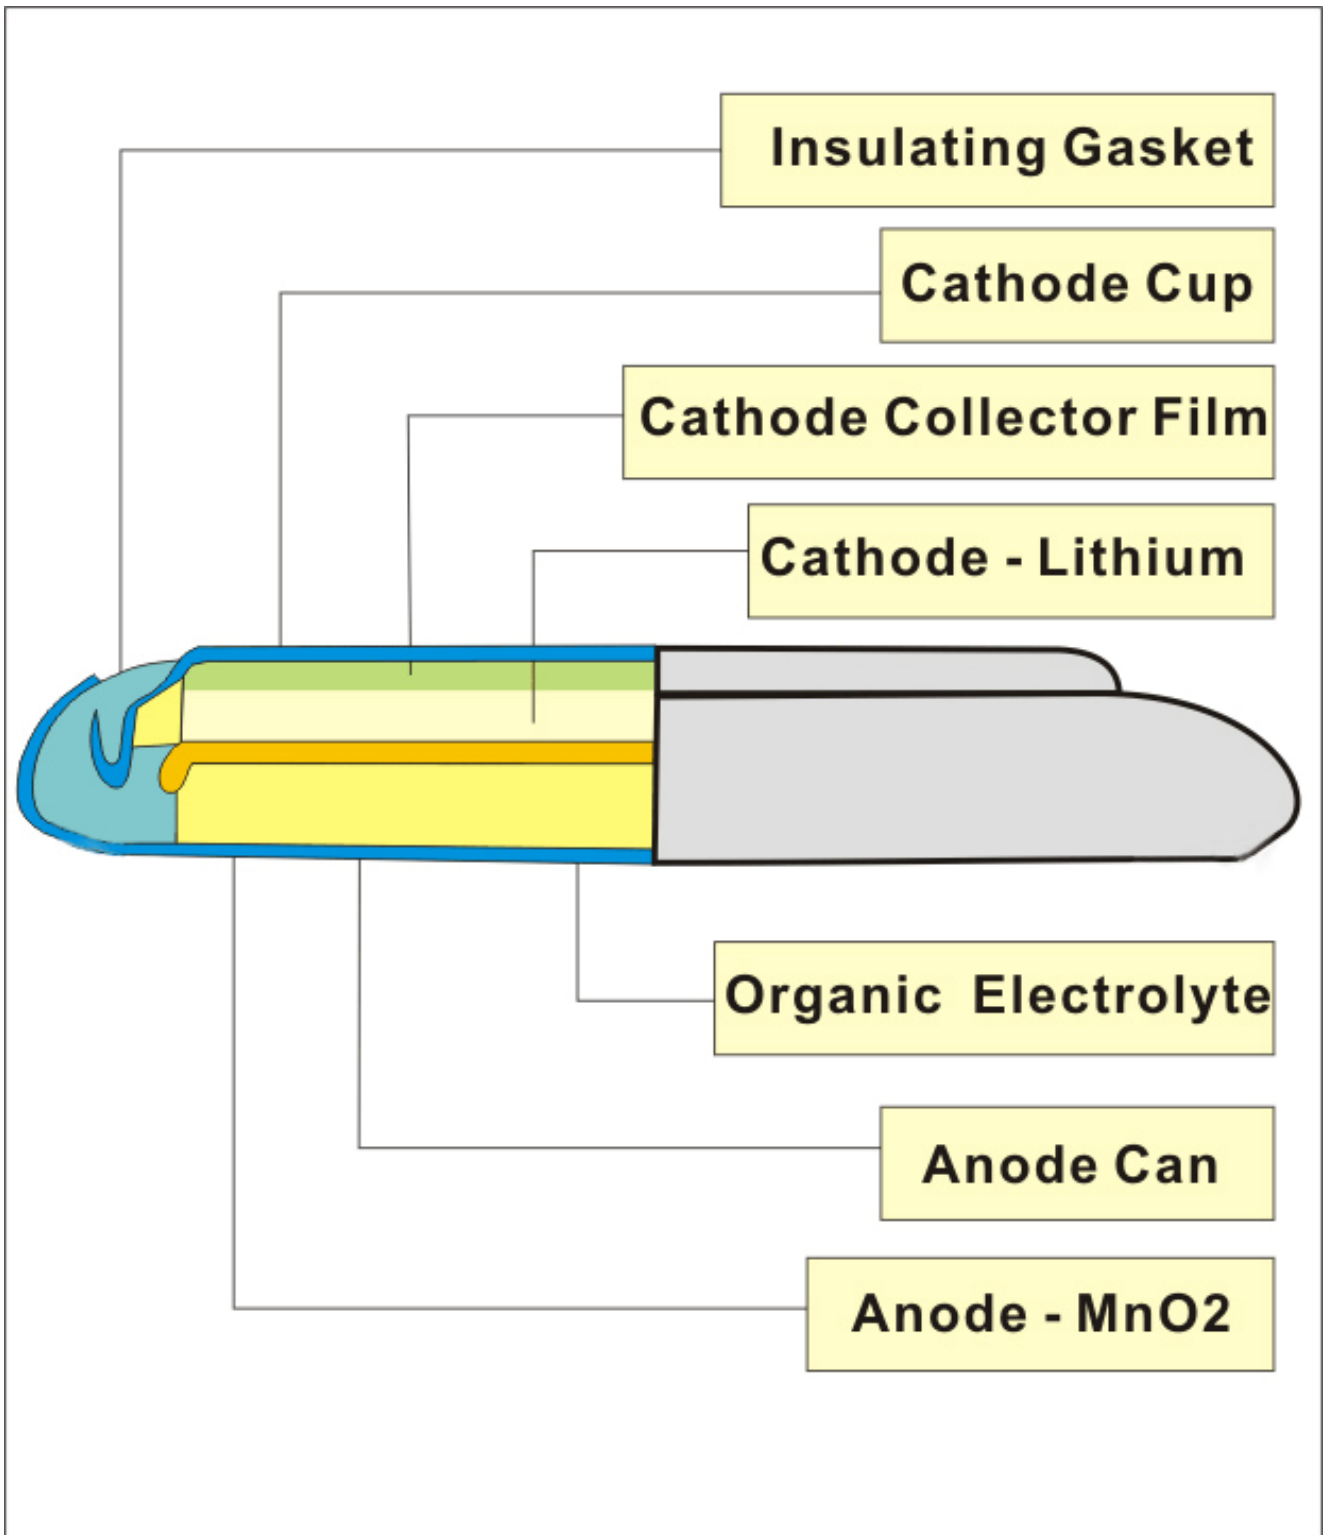 Insulating Gasket
Cathode Cup
Cathode Collector Film
Cathode - Lithium
Organic Electrolyte
Anode Can
Anode - MnO2